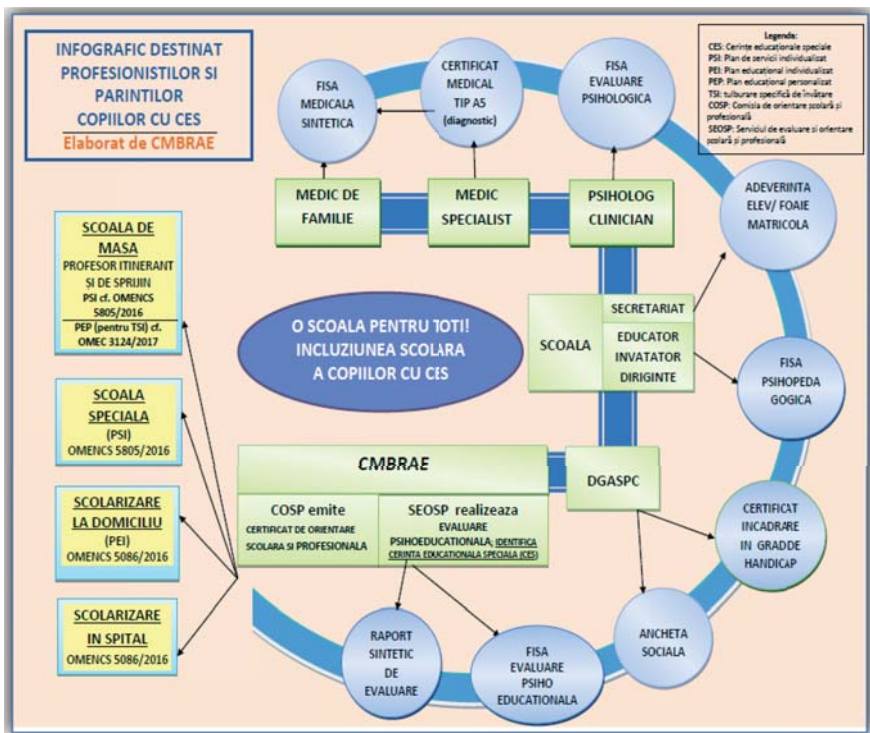 INFOGRAFIC DESTINAT
PROFESIONISTILOR SI
PARINTILOR
COPIILOR CU CES
Elaborat de CMBRAE
Legenda:
CES: Cerințe educaționale speciale
PSI: Plan de servicii individualizat
PEI: Plan educațional individualizat
PEP: Plan educațional personalizat
TSI: tulburare specifică de învățare
COSP: Comisia de orientare școlară și
profesională
SEOSP: Serviciul de evaluare si orientare
școlară și profesională
FISA
MEDICALA
SINTETICA
CERTIFICAT
MEDICAL
TIP A5
(diagnostic)
FISA
EVALUARE
PSIHOLOGICA
ADEVERINTA
ELEV/ FOAIE
MATRICOLA
MEDIC DE
FAMILIE
MEDIC
SPECIALIST
PSIHOLOG
CLINICIAN
SCOALA DE
MASA
PROFESOR ITINERANT
ȘI DE SPRIJIN
PSI cf. OMENCS
5805/2016
PEP (pentru TSI) cf.
OMEC 3124/2017
O SCOALA PENTRU TOTI!
INCLUZIUNEA SCOLARA
A COPIILOR CU CES
SCOALA
SECRETARIAT
EDUCATOR
INVATATOR
DIRIGINTE
FISA
PSIHOPEDA
GOGICA
SCOALA
SPECIALA
(PSI)
OMENCS 5805/2016
CMBRAE
COSP emite
CERTIFICAT DE ORIENTARE
SCOLARA SI PROFESIONALA
SEOSP realizeaza
EVALUARE
PSIHOEDUCATIONALA; IDENTIFICA
CERINTA EDUCATIONALA SPECIALA (CES)
DGASPC
CERTIFICAT
INCADRARE
IN GRADDE
HANDICAP
SCOLARIZARE
LA DOMICILIU
(PEI)
OMENCS 5086/2016
SCOLARIZARE
IN SPITAL
OMENCS 5086/2016
RAPORT
SINTETIC
DE
EVALUARE
FISA
EVALUARE
PSIHO
EDUCATIONALA
ANCHETA
SOCIALA